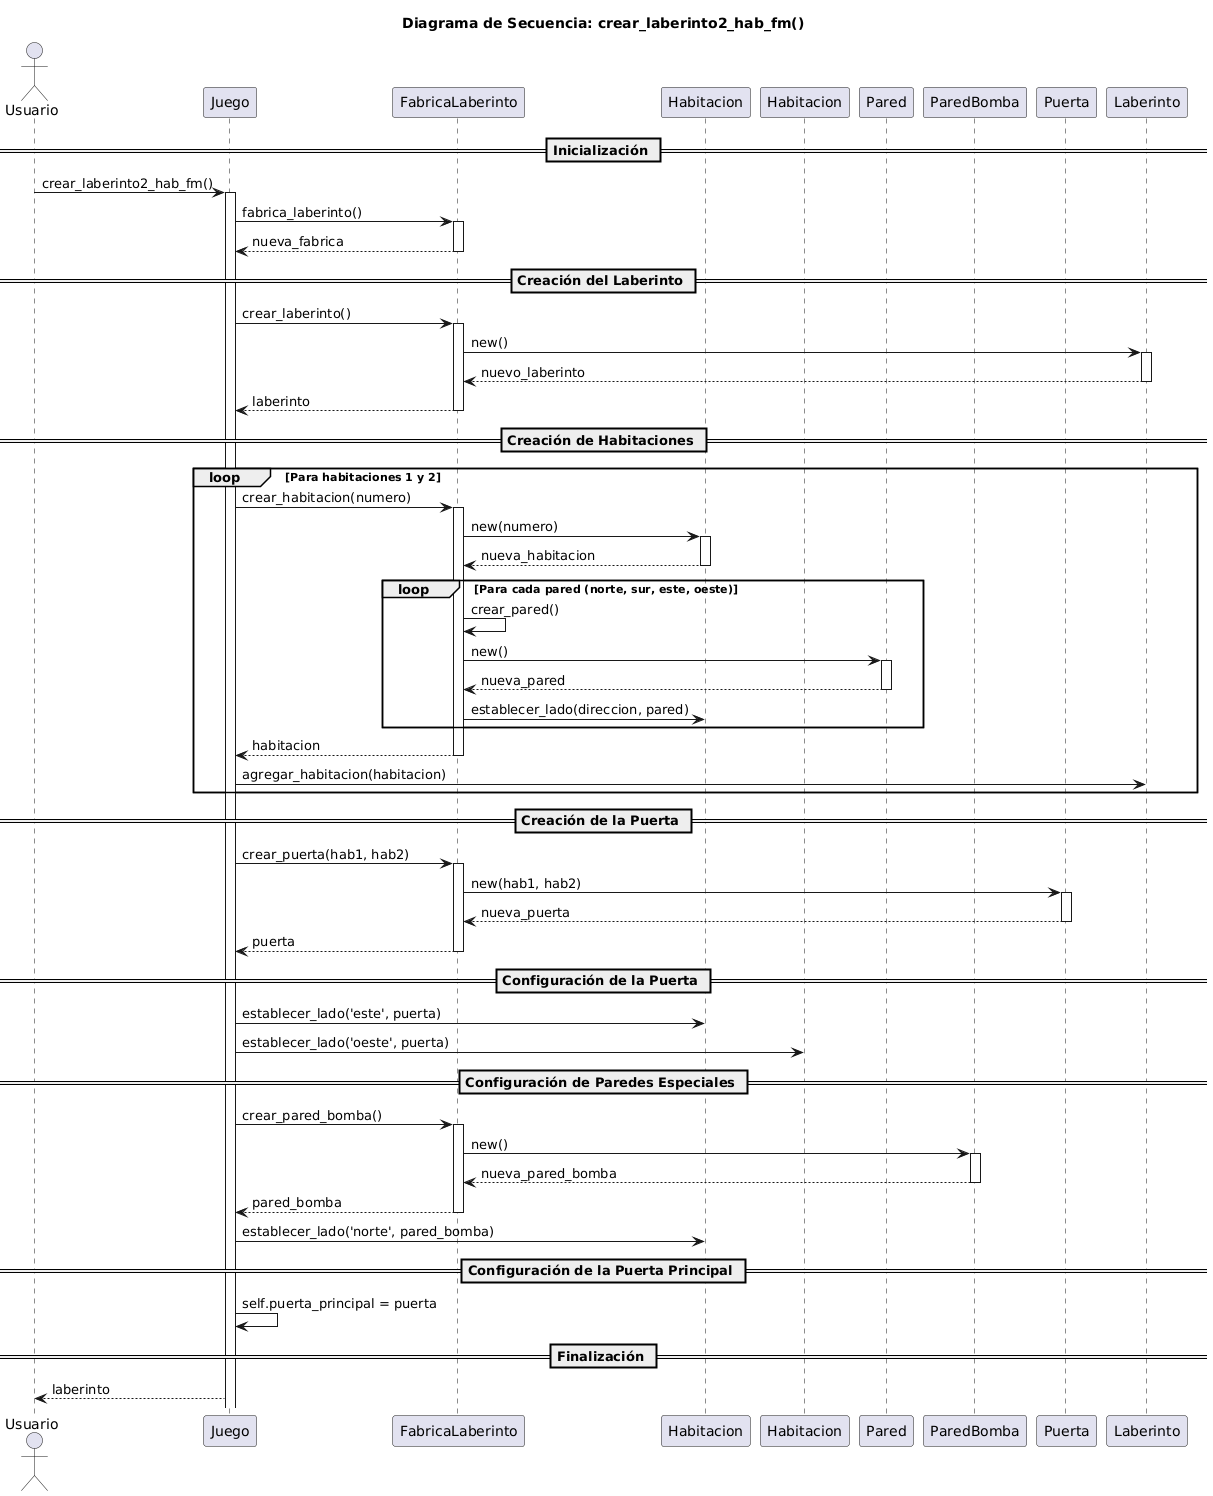 Diagrama de Secuencia: crear_laberinto2_hab_fm()
Usuario
Juego
FabricaLaberinto
Habitacion
Habitacion
Pared
ParedBomba
Puerta
Laberinto
Inicialización
crear_laberinto2_hab_fm()
fabrica_laberinto()
nueva_fabrica
Creación del Laberinto
crear_laberinto()
new()
nuevo_laberinto
laberinto
Creación de Habitaciones
loop [Para habitaciones 1 y 2]
crear_habitacion(numero)
new(numero)
nueva_habitacion
loop [Para cada pared (norte, sur, este, oeste)]
crear_pared()
new()
nueva_pared
establecer_lado(direccion, pared)
habitacion
agregar_habitacion(habitacion)
Creación de la Puerta
crear_puerta(hab1, hab2)
new(hab1, hab2)
nueva_puerta
puerta
Configuración de la Puerta
establecer_lado('este', puerta)
establecer_lado('oeste', puerta)
Configuración de Paredes Especiales
crear_pared_bomba()
new()
nueva_pared_bomba
pared_bomba
establecer_lado('norte', pared_bomba)
Configuración de la Puerta Principal
self.puerta_principal = puerta
Finalización
laberinto
Usuario
Juego
FabricaLaberinto
Habitacion
Habitacion
Pared
ParedBomba
Puerta
Laberinto